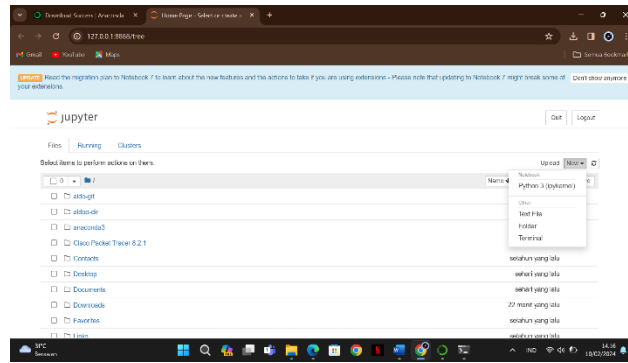 Download Success | Anaconda
Home Page - Select or create a
127.0.0.1:8888/tree
Gmail YouTube Maps
Semua Bookmark
UPDATE Read the migration plan to Notebook 7 to learn about the new features and the actions to take if you are using extensions - Please note that updating to Notebook 7 might break some of your extensions.
Don't show anymore
jupyter
Quit Logout
Files Running Clusters
Select items to perform actions on them.
Upload New
0 /
Name
Notebook
Python 3 (ipykernel)
Other
Text File
Folder
Terminal
aldo-git
anaconda3
Cisco Packet Tracer 8.2.1
Contacts setahun yang lalu
Desktop sehari yang lalu
Documents sehari yang lalu
Downloads 22 menit yang lalu
Favorites setahun yang lalu
Links setahun yang lalu
31°C
IND
14.16
10/02/2024